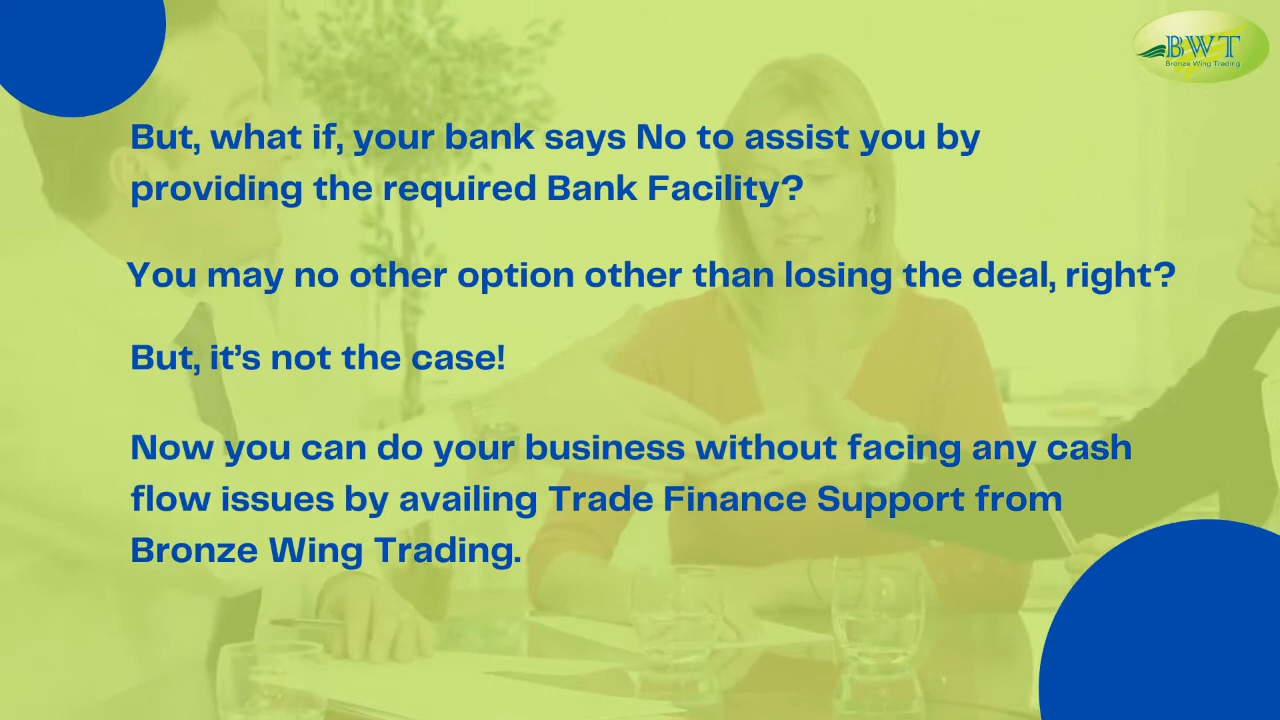 BWT
Bronze Wing Trading
But, what if, your bank says No to assist you by
providing the required Bank Facility?
You may no other option other than losing the deal, right?
But, it’s not the case!
Now you can do your business without facing any cash
flow issues by availing Trade Finance Support from
Bronze Wing Trading.